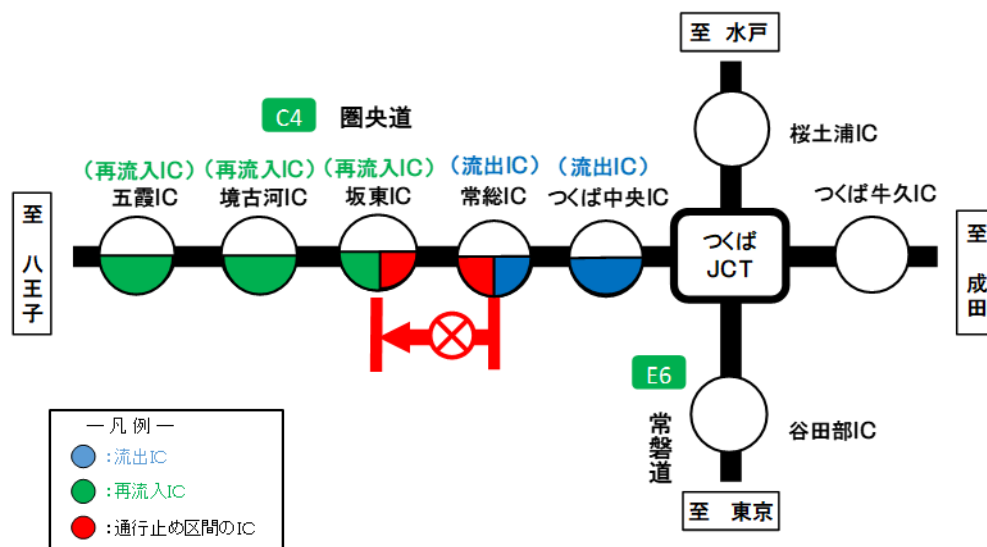 至 水戸
C4 圏央道
桜土浦IC
(再流入IC) (再流入IC) (再流入IC) (流出IC) (流出IC)
五霞IC 境古河IC 坂東IC 常総IC つくば中央IC
つくば牛久IC
至 八王子
つくば
JCT
至 成田
E6
常磐道
谷田部IC
至 東京
― 凡例 ―
:流出IC
:再流入IC
:通行止め区間のIC